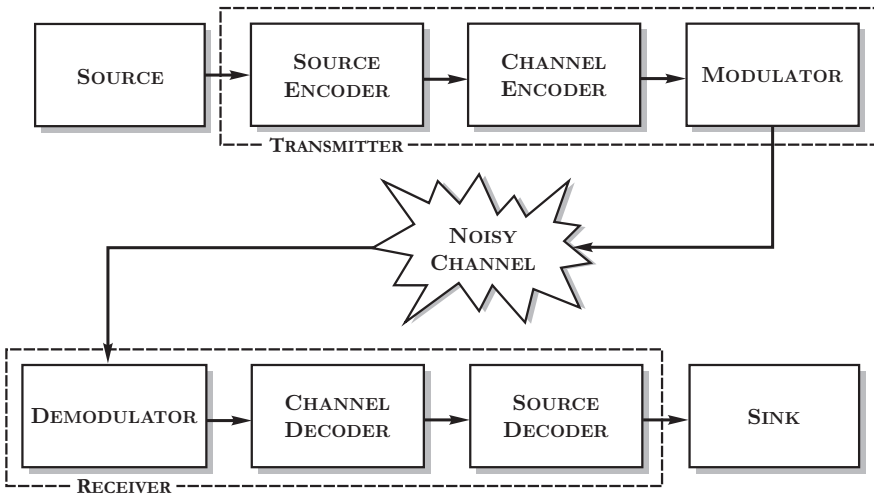 SOURCE
SOURCE
ENCODER
CHANNEL
ENCODER
MODULATOR
TRANSMITTER
NOISY
CHANNEL
DEMODULATOR
CHANNEL
DECODER
SOURCE
DECODER
SINK
RECEIVER